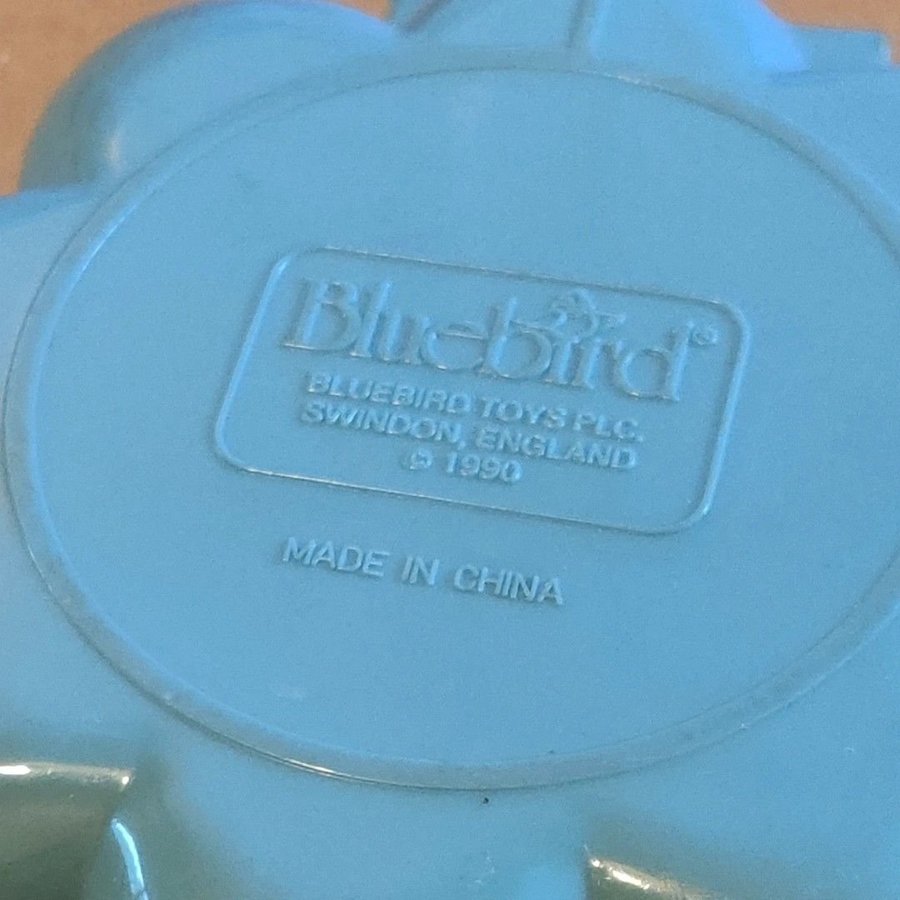 Bluebird®
BLUEBIRD TOYS PLC.
SWINDON, ENGLAND
© 1990
MADE IN CHINA